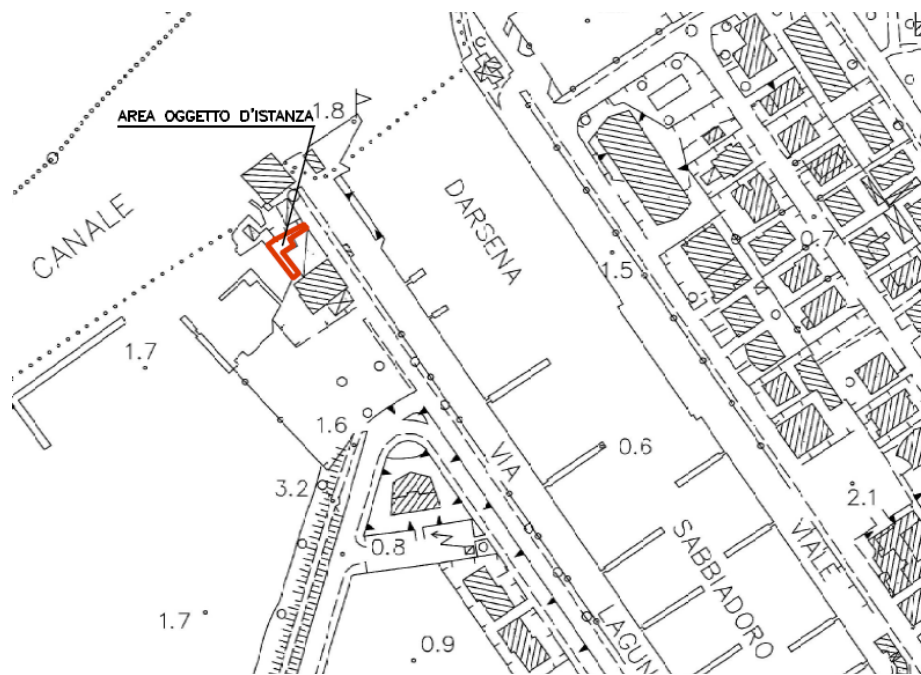 1.8
AREA OGGETTO D'ISTANZA
CANALE
DARSENA
0.7
1.5
1.7
1.6
VIA
0.6
3.2
2.1
0.8
SABBIADORO
VIALE
1.7
LAGUN
0.9